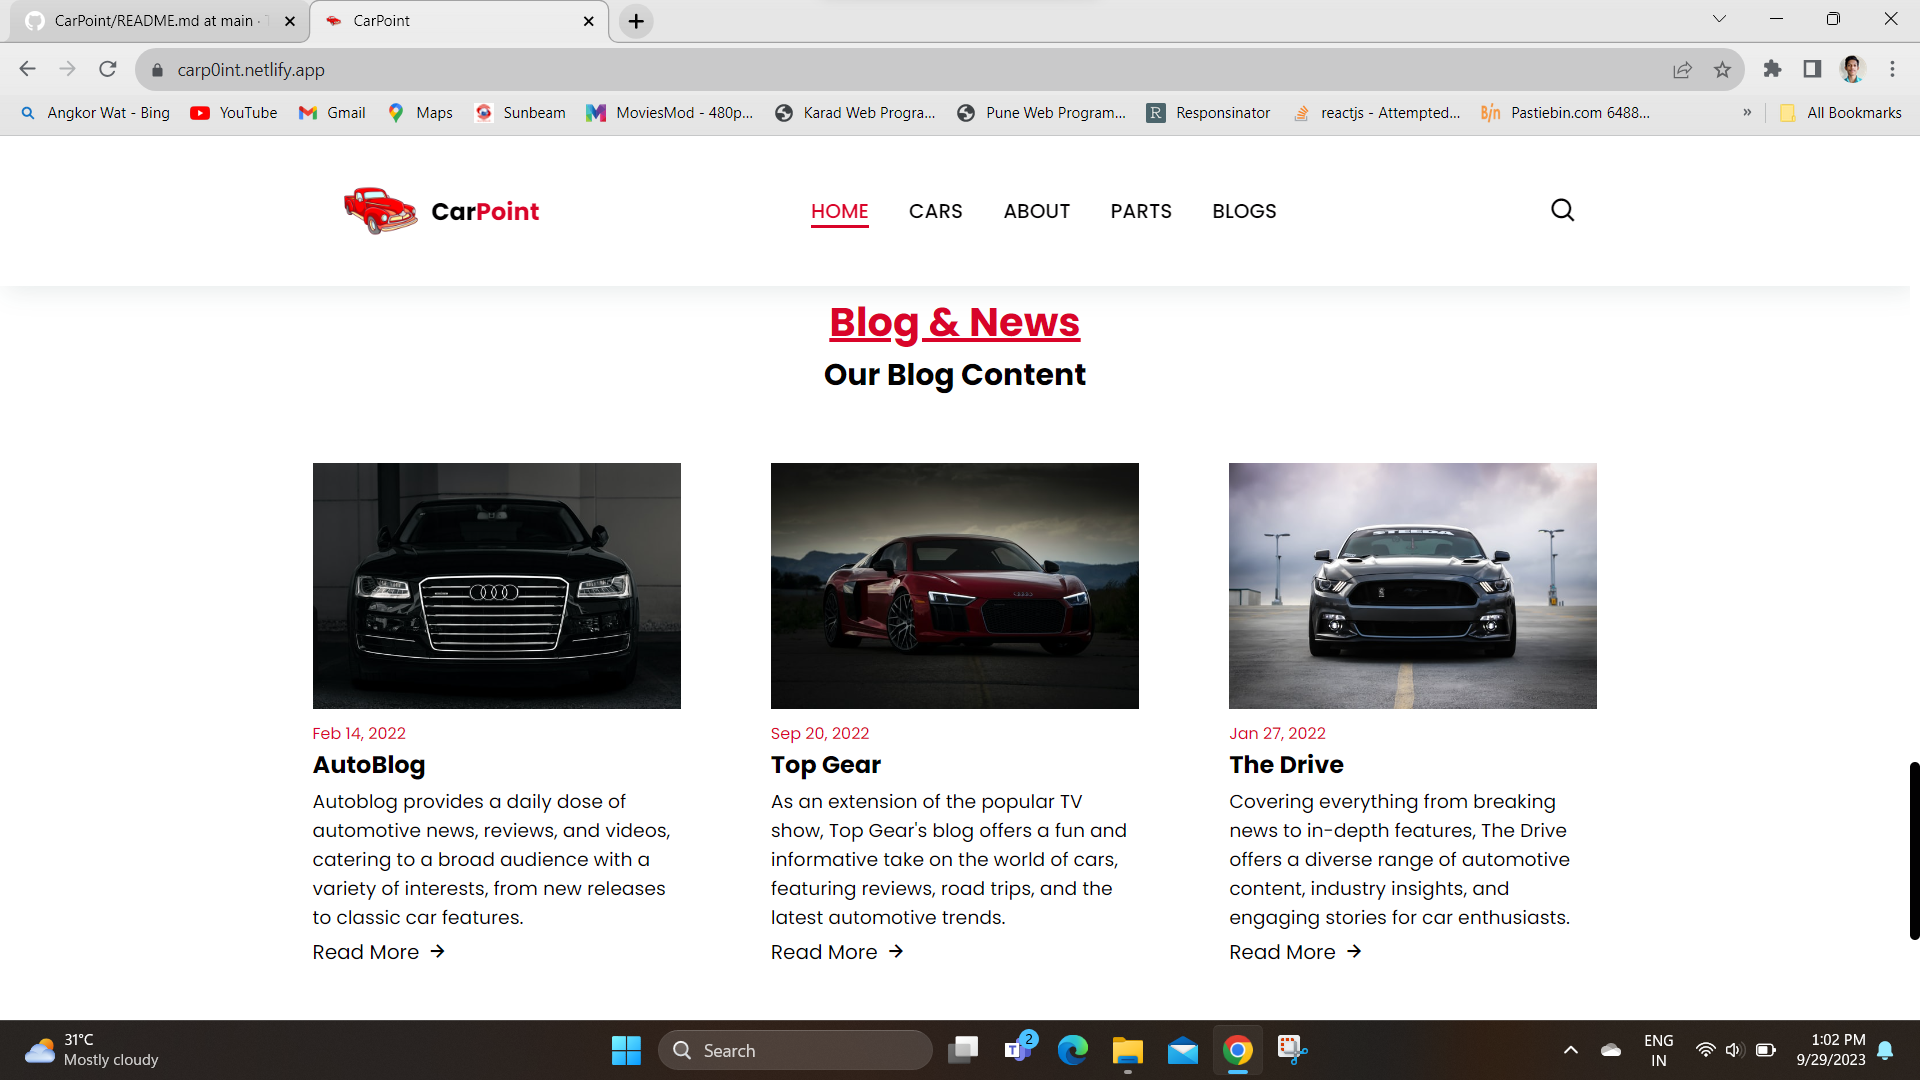 CarPoint/README.md at main ·
CarPoint
carp0int.netlify.app
Angkor Wat - Bing
YouTube
Gmail
Maps
Sunbeam
MoviesMod - 480p...
Karad Web Progra...
Pune Web Program...
R
Responsinator
reactjs - Attempted...
B/n
Pastiebin.com 6488...
»
All Bookmarks
CarPoint
HOME
CARS
ABOUT
PARTS
BLOGS
Blog & News
Our Blog Content
STEEDA
Feb 14, 2022
AutoBlog
Autoblog provides a daily dose of
automotive news, reviews, and videos,
catering to a broad audience with a
variety of interests, from new releases
to classic car features.
Read More →
Sep 20, 2022
Top Gear
As an extension of the popular TV
show, Top Gear's blog offers a fun and
informative take on the world of cars,
featuring reviews, road trips, and the
latest automotive trends.
Read More →
Jan 27, 2022
The Drive
Covering everything from breaking
news to in-depth features, The Drive
offers a diverse range of automotive
content, industry insights, and
engaging stories for car enthusiasts.
Read More →
31°C
Mostly cloudy
Search
2
ENG
IN
1:02 PM
9/29/2023